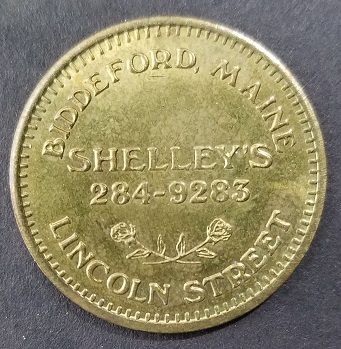 BIDDEFORD, MAINE
SHELLEY'S
284-9283
LINCOLN STREET